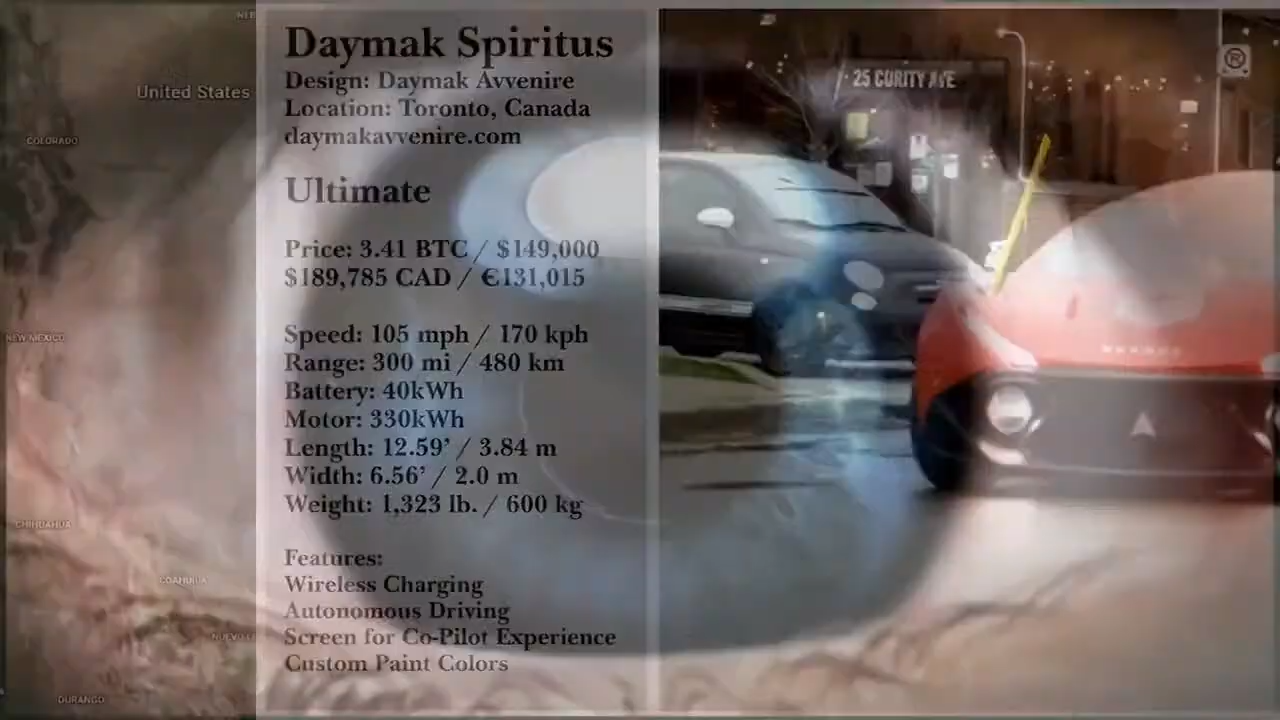 NEB
United States
COLORADO
NEW MEXICO
CHIHUAHUA
COAHUILA
NUEVO LE
DURANGO
Daymak Spiritus
Design: Daymak Avvenire
Location: Toronto, Canada
daymakavvenire.com
Ultimate
Price: 3.41 BTC / $149,000
$189,785 CAD / €131,015
Speed: 105 mph / 170 kph
Range: 300 mi / 480 km
Battery: 40kWh
Motor: 330kWh
Length: 12.59’ / 3.84 m
Width: 6.56’ / 2.0 m
Weight: 1,323 lb. / 600 kg
Features:
Wireless Charging
Autonomous Driving
Screen for Co-Pilot Experience
Custom Paint Colors
25 CURITY AVE
R